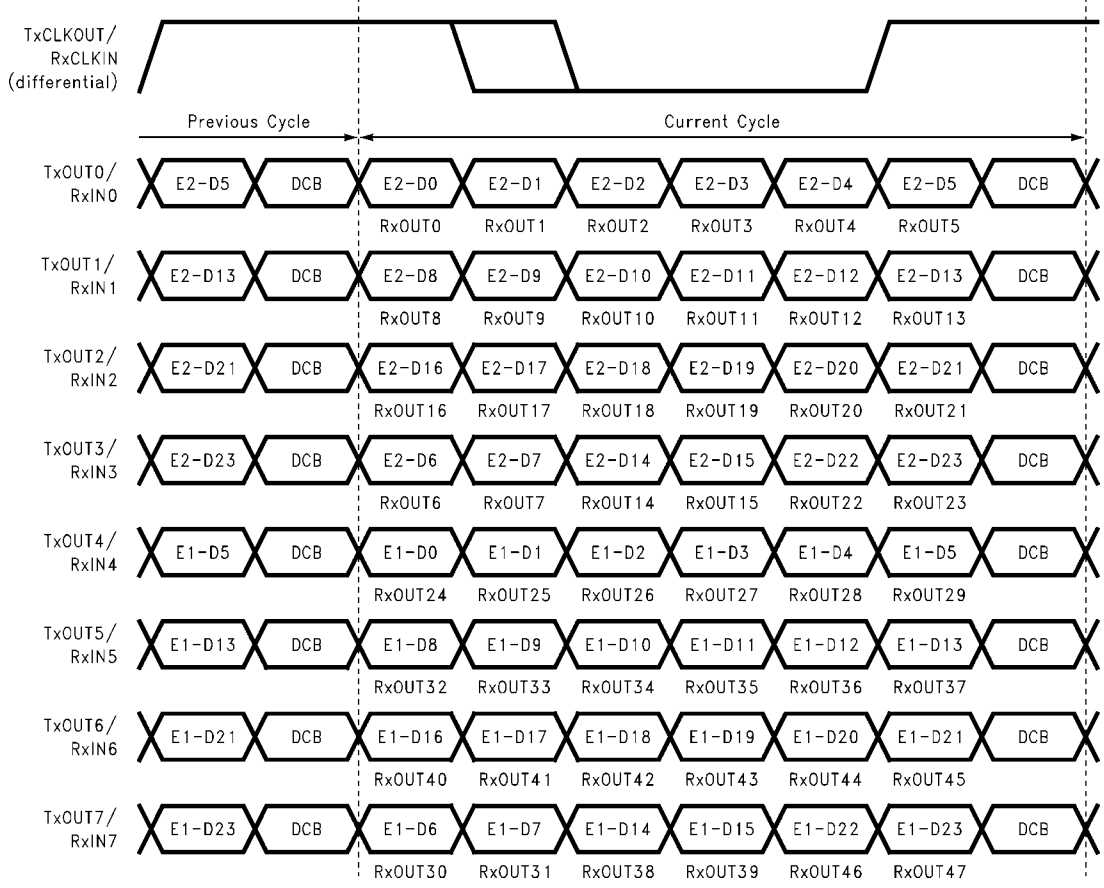 TxCLKOUT/
RxCLKIN
(differential)
Previous Cycle Current Cycle
TxOUT0/
RxIN0
E2-D5 DCB E2-D0 E2-D1 E2-D2 E2-D3 E2-D4 E2-D5 DCB
RxOUT0 RxOUT1 RxOUT2 RxOUT3 RxOUT4 RxOUT5
TxOUT1/
RxIN1
E2-D13 DCB E2-D8 E2-D9 E2-D10 E2-D11 E2-D12 E2-D13 DCB
RxOUT8 RxOUT9 RxOUT10 RxOUT11 RxOUT12 RxOUT13
TxOUT2/
RxIN2
E2-D21 DCB E2-D16 E2-D17 E2-D18 E2-D19 E2-D20 E2-D21 DCB
RxOUT16 RxOUT17 RxOUT18 RxOUT19 RxOUT20 RxOUT21
TxOUT3/
RxIN3
E2-D23 DCB E2-D6 E2-D7 E2-D14 E2-D15 E2-D22 E2-D23 DCB
RxOUT6 RxOUT7 RxOUT14 RxOUT15 RxOUT22 RxOUT23
TxOUT4/
RxIN4
E1-D5 DCB E1-D0 E1-D1 E1-D2 E1-D3 E1-D4 E1-D5 DCB
RxOUT24 RxOUT25 RxOUT26 RxOUT27 RxOUT28 RxOUT29
TxOUT5/
RxIN5
E1-D13 DCB E1-D8 E1-D9 E1-D10 E1-D11 E1-D12 E1-D13 DCB
RxOUT32 RxOUT33 RxOUT34 RxOUT35 RxOUT36 RxOUT37
TxOUT6/
RxIN6
E1-D21 DCB E1-D16 E1-D17 E1-D18 E1-D19 E1-D20 E1-D21 DCB
RxOUT40 RxOUT41 RxOUT42 RxOUT43 RxOUT44 RxOUT45
TxOUT7/
RxIN7
E1-D23 DCB E1-D6 E1-D7 E1-D14 E1-D15 E1-D22 E1-D23 DCB
RxOUT30 RxOUT31 RxOUT38 RxOUT39 RxOUT46 RxOUT47